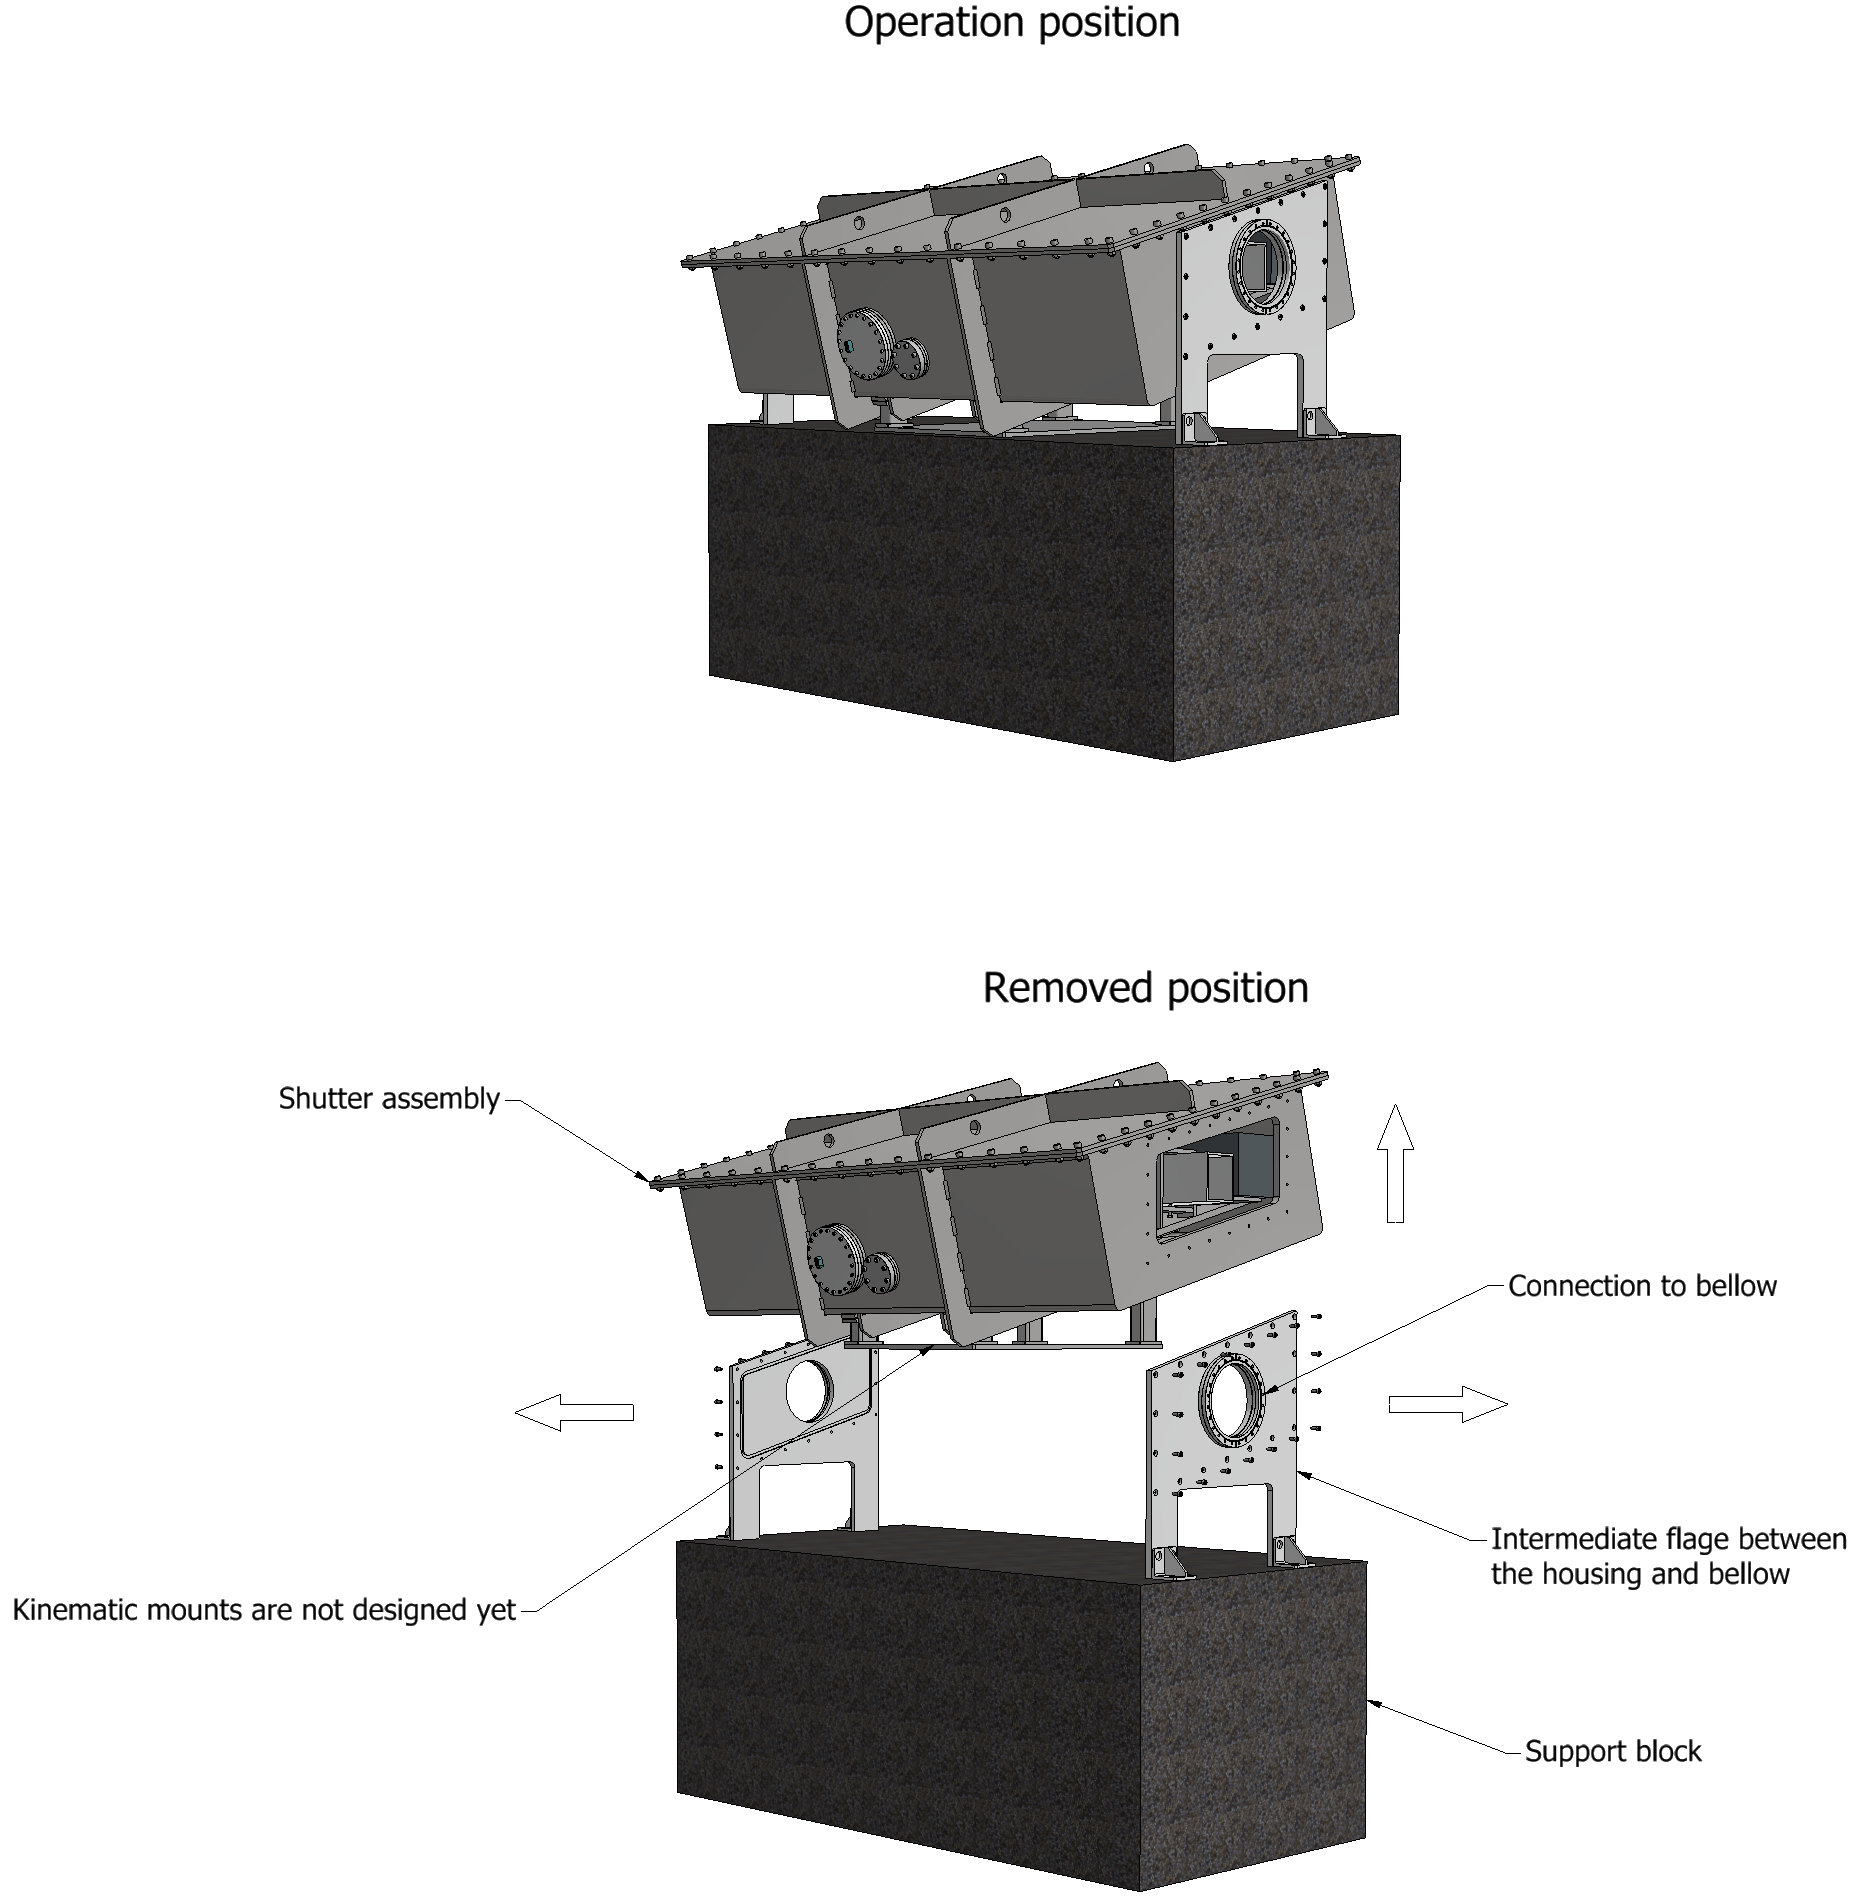 Operation position
Removed position
Shutter assembly
Connection to bellow
Intermediate flage between
the housing and bellow
Kinematic mounts are not designed yet
Support block